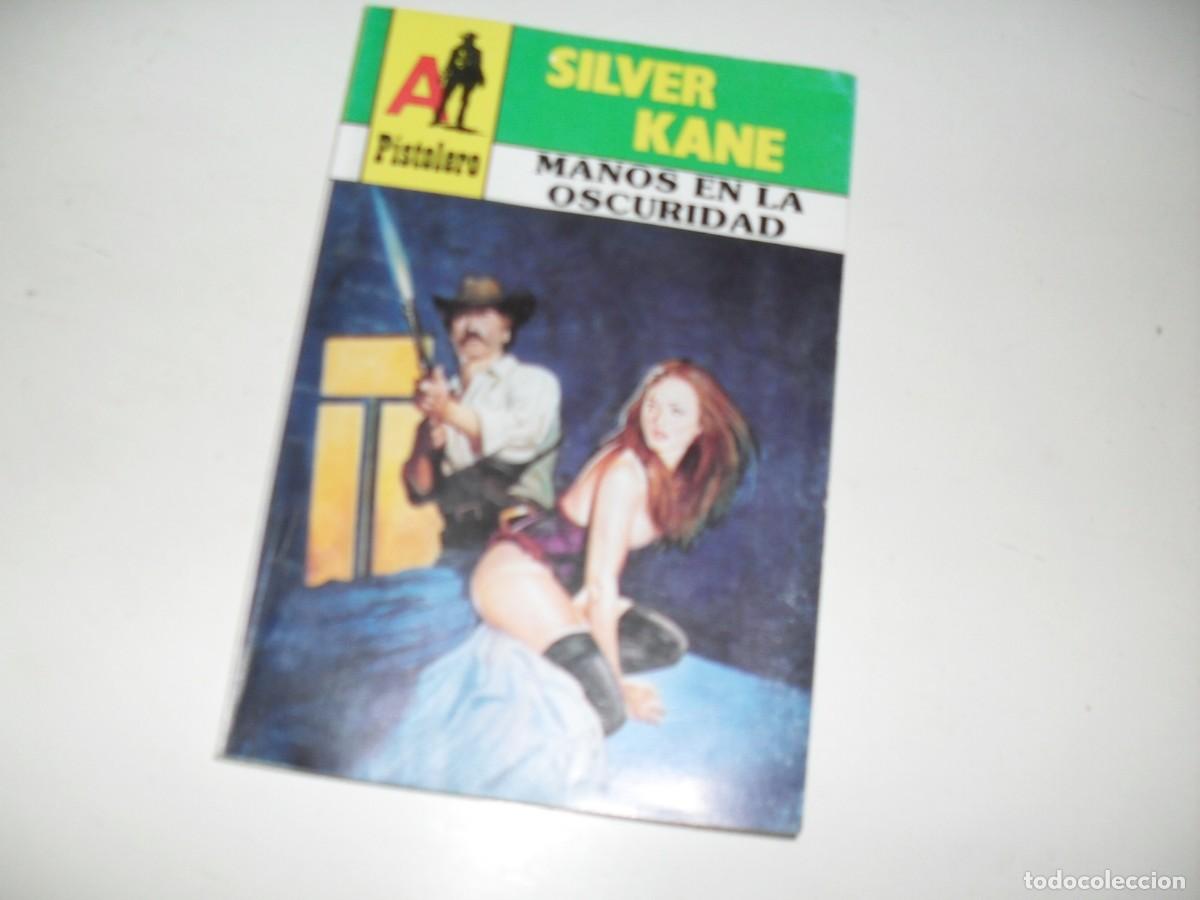 A
Pistolero
SILVER
KANE
MANOS EN LA
OSCURIDAD
todocoleccion